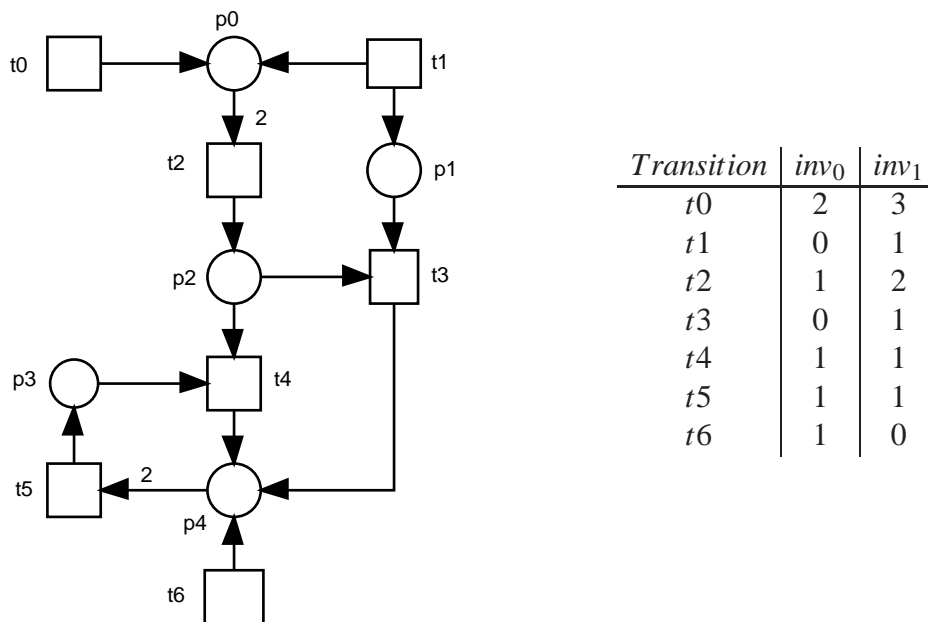 p0
t0
t1
2
t2
p1
p2
t3
p3
t4
t5
2
p4
t6
Transition inv0 inv1
t0 2 3
t1 0 1
t2 1 2
t3 0 1
t4 1 1
t5 1 1
t6 1 0